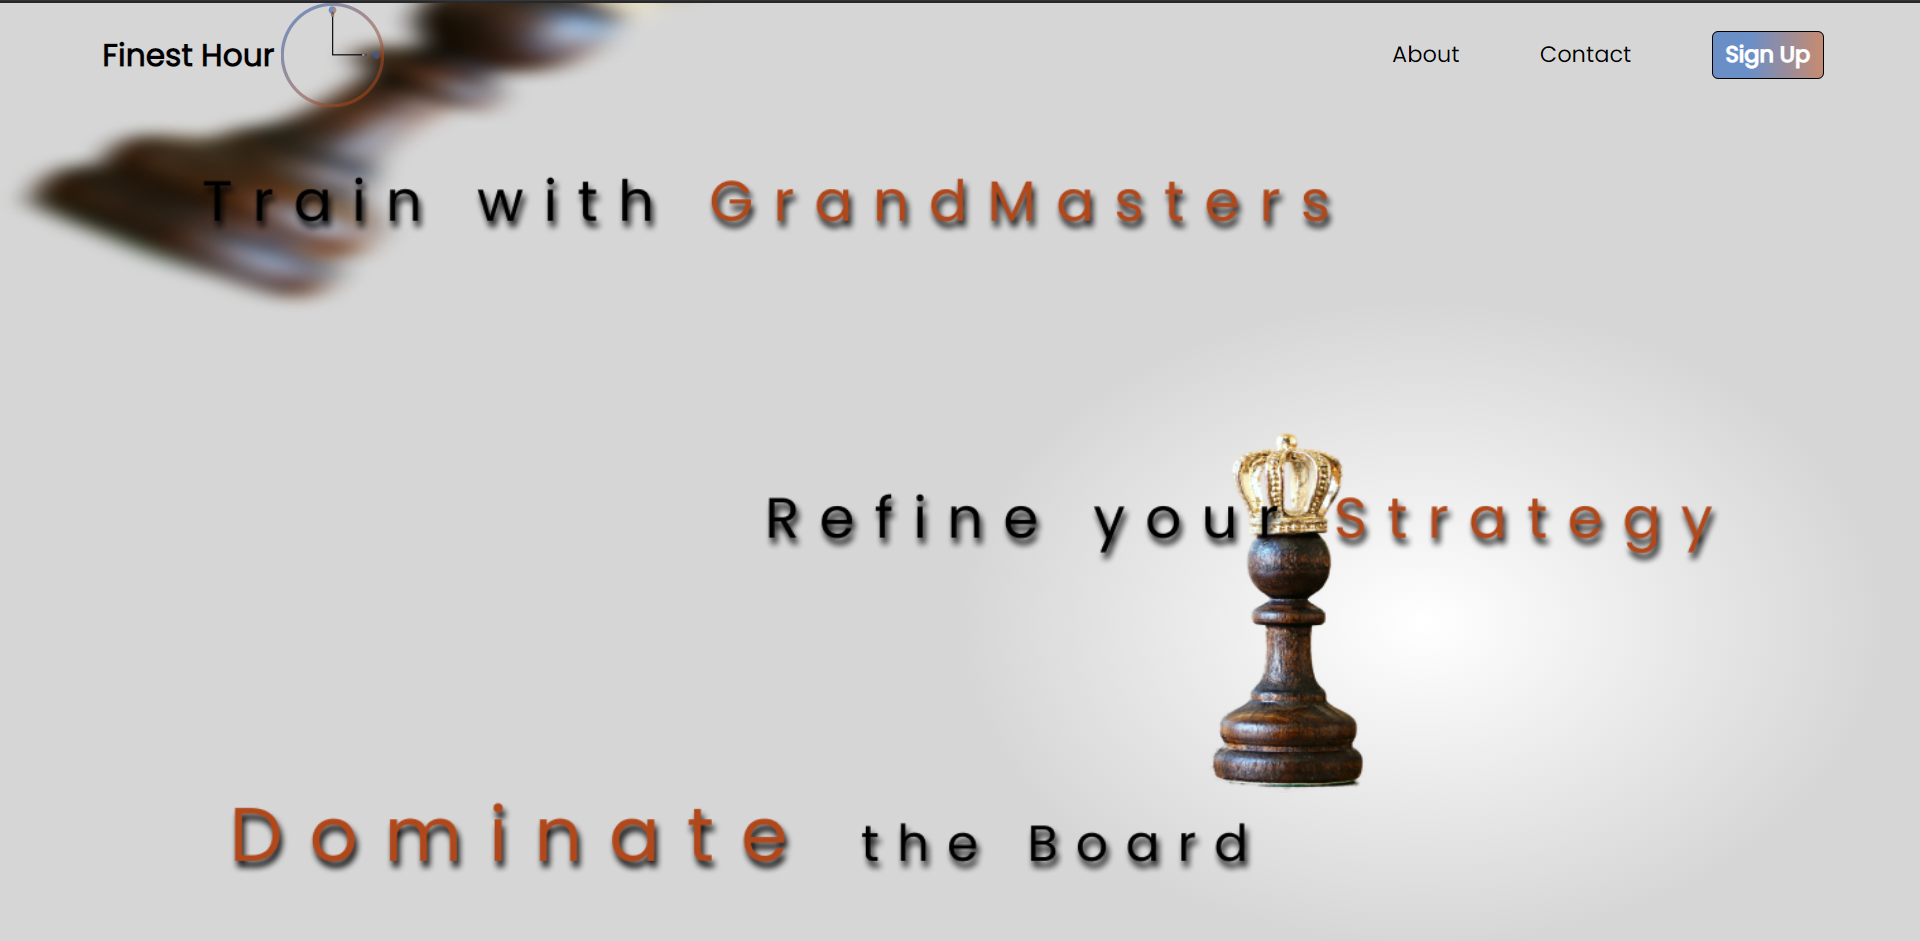 Finest Hour
About
Contact
Sign Up
Train with GrandMasters
Refine your Strategy
Dominate the Board